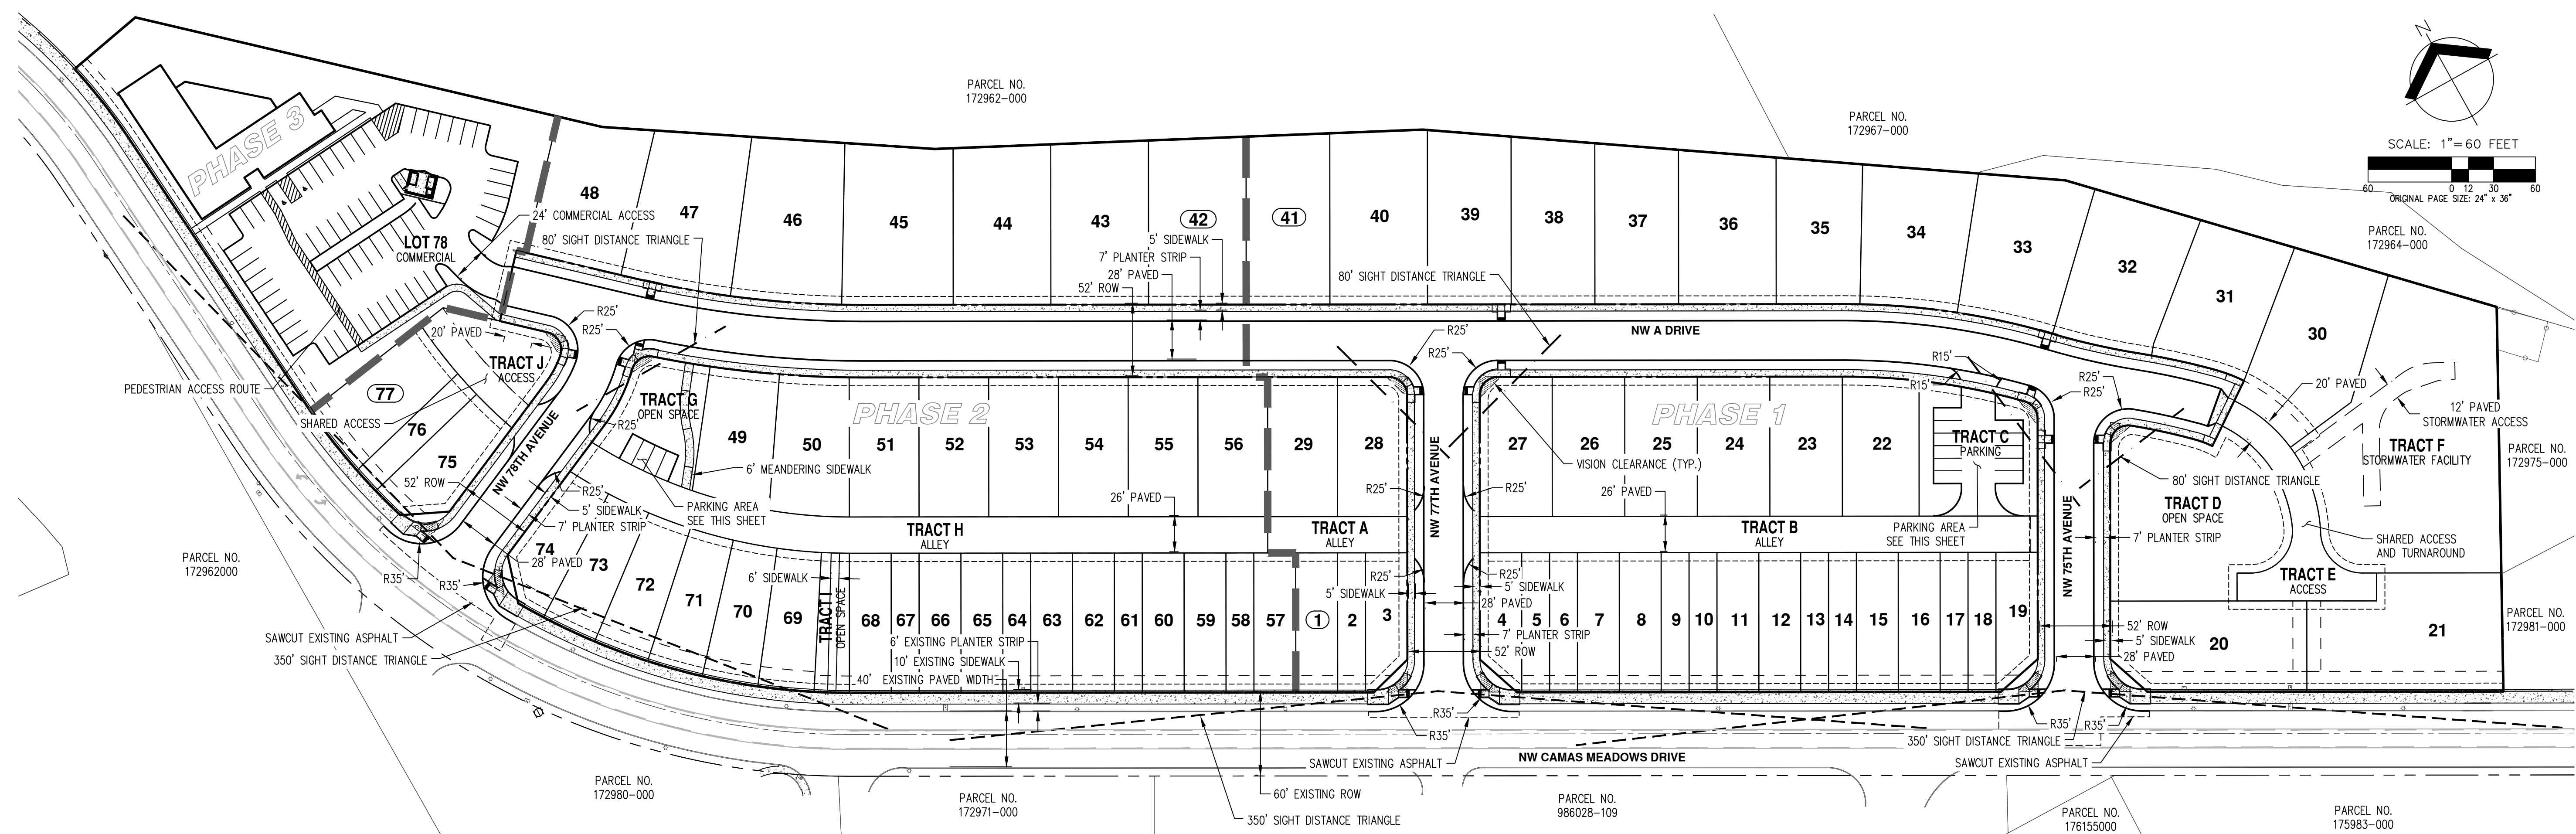 PARCEL NO.
172962-000
PARCEL NO.
172967-000
N
SCALE: 1"=60 FEET
60
0
12
30
60
ORIGINAL PAGE SIZE: 24" x 36"
PARCEL NO.
172964-000
PHASE 3
LOT 78
COMMERCIAL
24' COMMERCIAL ACCESS
80' SIGHT DISTANCE TRIANGLE
48
47
46
45
44
43
42
41
40
39
38
37
36
35
34
33
32
31
30
5' SIDEWALK
7' PLANTER STRIP
28' PAVED
52' ROW
80' SIGHT DISTANCE TRIANGLE
NW A DRIVE
R25'
R25'
R25'
R25'
R15'
R15'
R25'
R25'
20' PAVED
20' PAVED
12' PAVED
STORMWATER ACCESS
TRACT J
ACCESS
PEDESTRIAN ACCESS ROUTE
SHARED ACCESS
77
76
75
NW 78TH AVENUE
52' ROW
TRACT G
OPEN SPACE
R25'
6' MEANDERING SIDEWALK
PARKING AREA
SEE THIS SHEET
R25'
5' SIDEWALK
7' PLANTER STRIP
28' PAVED
PHASE 2
49
50
51
52
53
54
55
56
29
28
NW 77TH AVENUE
PHASE 1
27
26
25
24
23
22
VISION CLEARANCE (TYP.)
TRACT C
PARKING
TRACT F
STORMWATER FACILITY
PARCEL NO.
172975-000
80' SIGHT DISTANCE TRIANGLE
TRACT D
OPEN SPACE
26' PAVED
R25'
R25'
26' PAVED
TRACT H
ALLEY
TRACT A
ALLEY
TRACT B
ALLEY
PARKING AREA
SEE THIS SHEET
NW 75TH AVENUE
7' PLANTER STRIP
SHARED ACCESS
AND TURNAROUND
TRACT E
ACCESS
PARCEL NO.
172962000
R35'
R35'
74
73
72
71
70
69
6' SIDEWALK
TRACT I
OPEN SPACE
68
67
66
65
64
63
62
61
60
59
58
57
1
2
3
R25'
5' SIDEWALK
R25'
5' SIDEWALK
28' PAVED
7' PLANTER STRIP
52' ROW
4
5
6
7
8
9
10
11
12
13
14
15
16
17
18
19
52' ROW
5' SIDEWALK
28' PAVED
20
21
PARCEL NO.
172981-000
SAWCUT EXISTING ASPHALT
350' SIGHT DISTANCE TRIANGLE
6' EXISTING PLANTER STRIP
10' EXISTING SIDEWALK
40' EXISTING PAVED WIDTH
R35'
R35'
R35'
R35'
350' SIGHT DISTANCE TRIANGLE
SAWCUT EXISTING ASPHALT
NW CAMAS MEADOWS DRIVE
SAWCUT EXISTING ASPHALT
60' EXISTING ROW
350' SIGHT DISTANCE TRIANGLE
PARCEL NO.
172980-000
PARCEL NO.
172971-000
PARCEL NO.
986028-109
PARCEL NO.
176155000
PARCEL NO.
175983-000